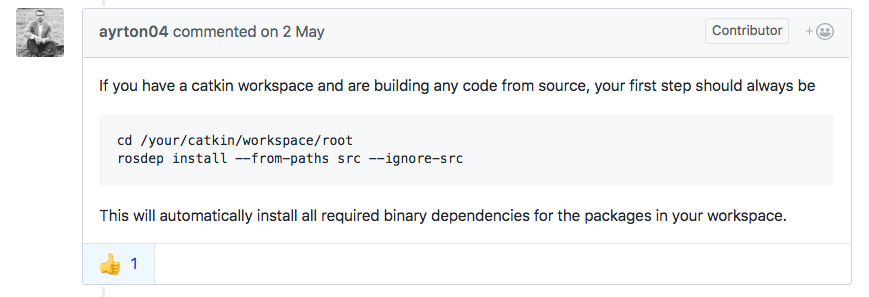 ayrton04 commented on 2 May
Contributor
+
If you have a catkin workspace and are building any code from source, your first step should always be
cd /your/catkin/workspace/root
rosdep install --from-paths src --ignore-src
This will automatically install all required binary dependencies for the packages in your workspace.
👍 1